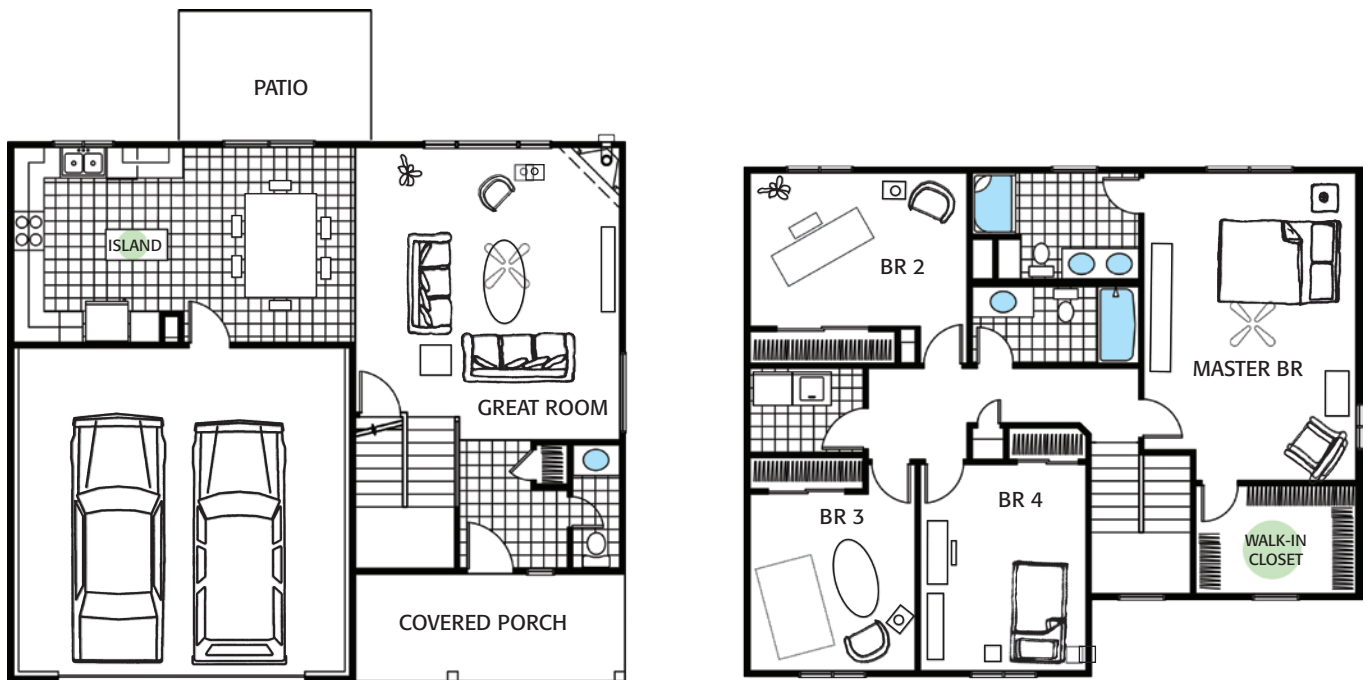 PATIO
ISLAND
GREAT ROOM
COVERED PORCH
BR 2
MASTER BR
BR 3
BR 4
WALK-IN
CLOSET